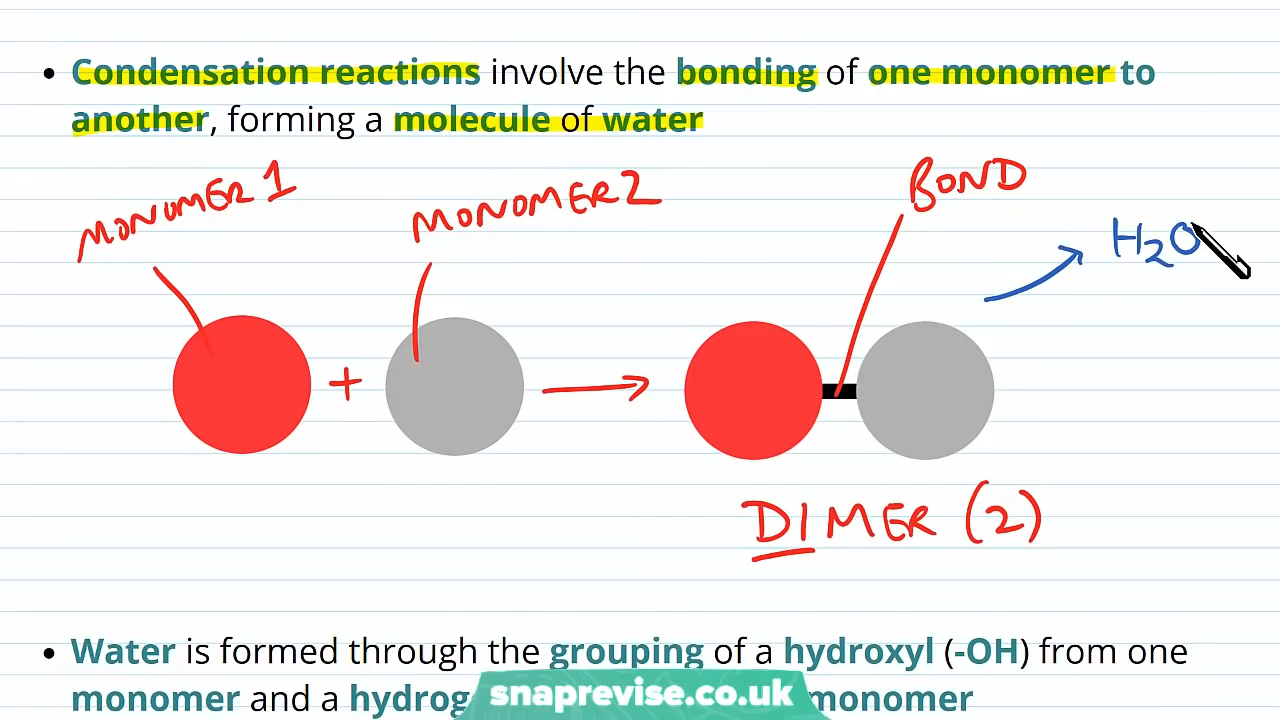 • Condensation reactions involve the bonding of one monomer to
another, forming a molecule of water
MONOMER 1
MONOMER 2
BOND
H₂O
+
DIMER (2)
• Water is formed through the grouping of a hydroxyl (-OH) from one
monomer and a hydrog monomer
snaprevise.co.uk